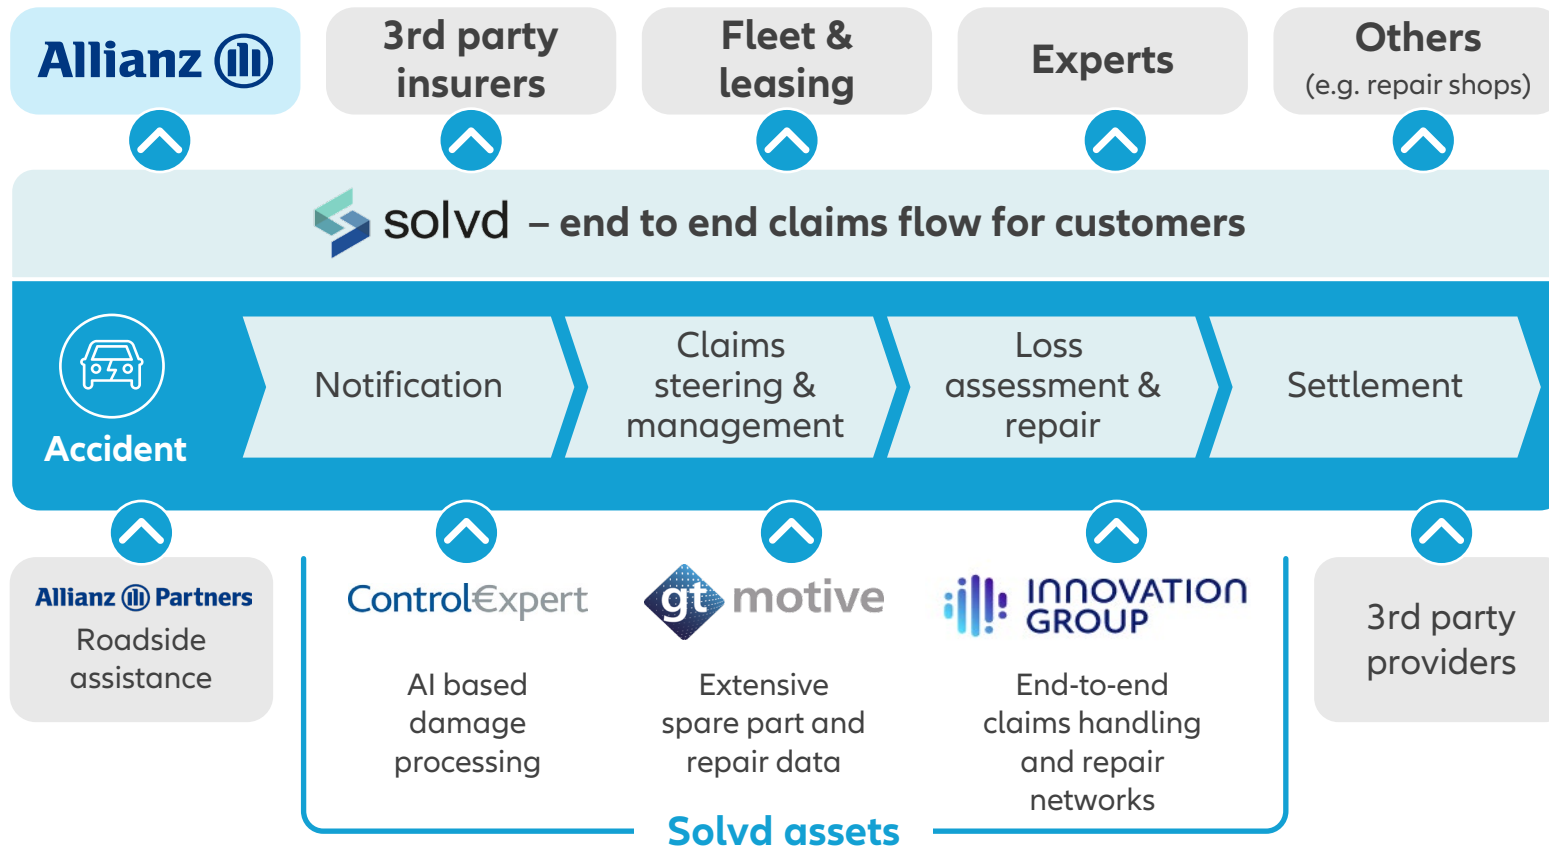 Allianz
3rd party
insurers
Fleet &
leasing
Experts
Others
(e.g. repair shops)
solvd – end to end claims flow for customers
Accident
Notification
Claims
steering &
management
Loss
assessment &
repair
Settlement
Allianz Partners
Roadside
assistance
Control€xpert
AI based
damage
processing
gt motive
Extensive
spare part and
repair data
INNOVATION
GROUP
End-to-end
claims handling
and repair
networks
3rd party
providers
Solvd assets